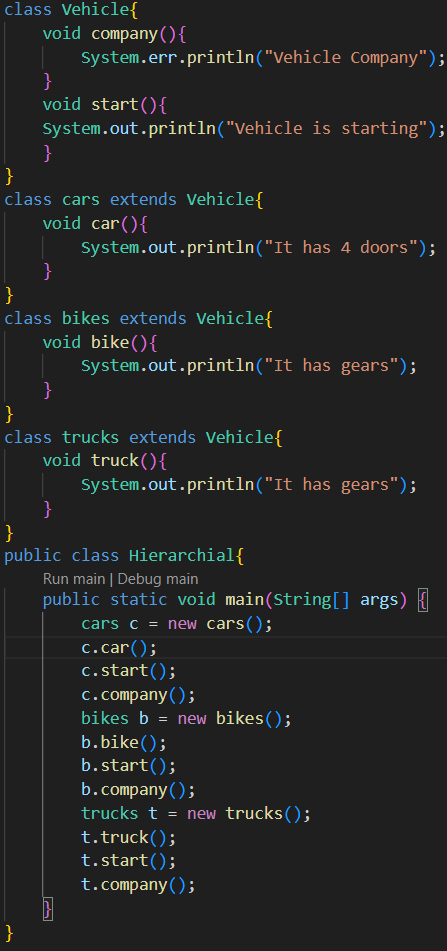 class Vehicle{
    void company(){
        System.err.println("Vehicle Company");
    }
    void start(){
    System.out.println("Vehicle is starting");
    }
}
class cars extends Vehicle{
    void car(){
        System.out.println("It has 4 doors");
    }
}
class bikes extends Vehicle{
    void bike(){
        System.out.println("It has gears");
    }
}
class trucks extends Vehicle{
    void truck(){
        System.out.println("It has gears");
    }
}
public class Hierarchial{
    Run main | Debug main
    public static void main(String[] args) {
        cars c = new cars();
        c.car();
        c.start();
        c.company();
        bikes b = new bikes();
        b.bike();
        b.start();
        b.company();
        trucks t = new trucks();
        t.truck();
        t.start();
        t.company();
    }
}